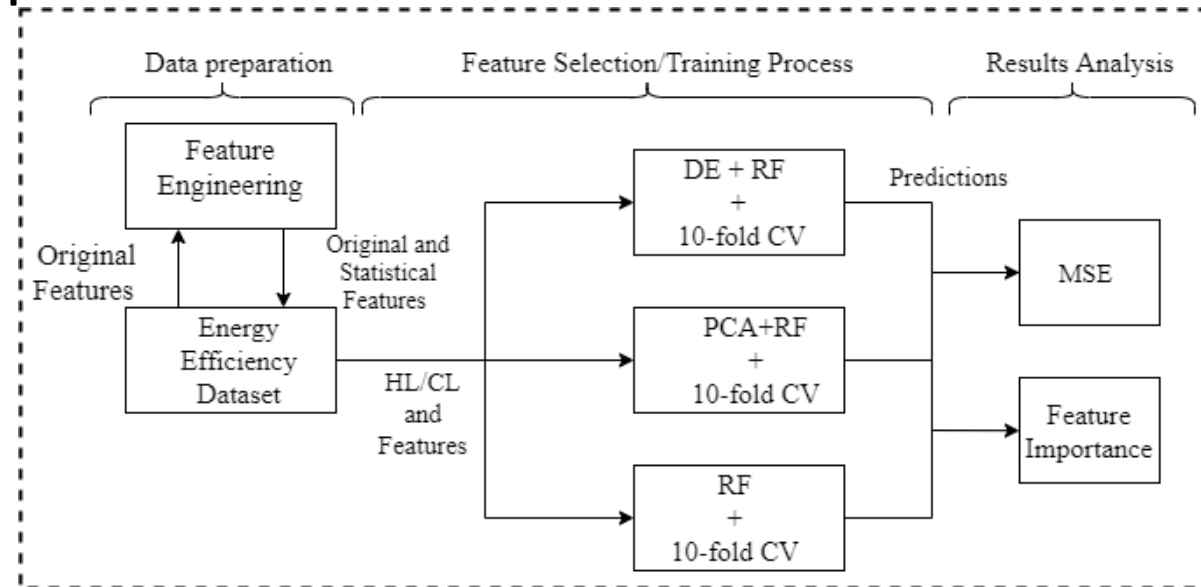 Data preparation
Feature Selection/Training Process
Results Analysis
Feature
Engineering
Original
Features
Original and
Statistical
Features
Energy
Efficiency
Dataset
HL/CL
and
Features
DE + RF
+
10-fold CV
PCA+RF
+
10-fold CV
RF
+
10-fold CV
Predictions
MSE
Feature
Importance